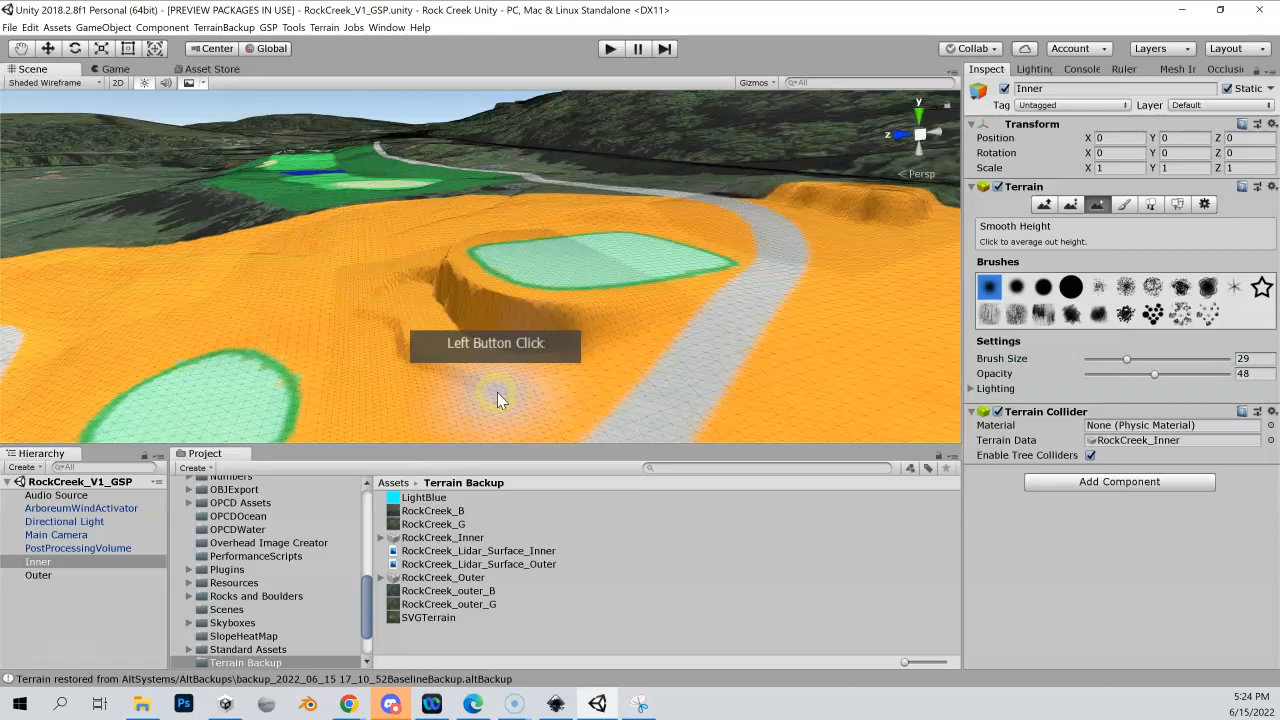 Unity 2018.2.8f1 Personal (64bit) - [PREVIEW PACKAGES IN USE] - RockCreek_V1_GSP.unity - Rock Creek Unity - PC, Mac & Linux Standalone <DX11>
File Edit Assets GameObject Component TerrainBackup GSP Tools Terrain Jobs Window Help
Center Global Collab Account Layers Layout
Scene Game Asset Store
Shaded Wireframe 2D Gizmos All
Inspect Lighting Console Ruler Mesh Ir Occlusi
Inner Static
Tag Untagged Layer Default
Transform
Position X 0 Y 0 Z 0
Rotation X 0 Y 0 Z 0
Scale X 1 Y 1 Z 1
y
z
Persp
Terrain
Smooth Height
Click to average out height.
Brushes
Settings
Brush Size 29
Opacity 48
Lighting
Terrain Collider
Material None (Physic Material)
Terrain Data RockCreek_Inner
Enable Tree Colliders
Add Component
Left Button Click
Hierarchy
Create All
RockCreek_V1_GSP
Audio Source
ArboreumWindActivator
Directional Light
Main Camera
PostProcessingVolume
Inner
Outer
Project
Create
Numbers
OBJExport
OPCD Assets
OPCDOcean
OPCDWater
Overhead Image Creator
PerformanceScripts
Plugins
Resources
Rocks and Boulders
Scenes
Skyboxes
SlopeHeatMap
Standard Assets
Terrain Backup
Assets Terrain Backup
LightBlue
RockCreek_B
RockCreek_G
RockCreek_Inner
RockCreek_Lidar_Surface_Inner
RockCreek_Lidar_Surface_Outer
RockCreek_Outer
RockCreek_outer_B
RockCreek_outer_G
SVGTerrain
Terrain restored from AltSystems/AltBackups\backup_2022_06_15 17_10_52BaselineBackup.altBackup
Ps
5:24 PM
6/15/2022